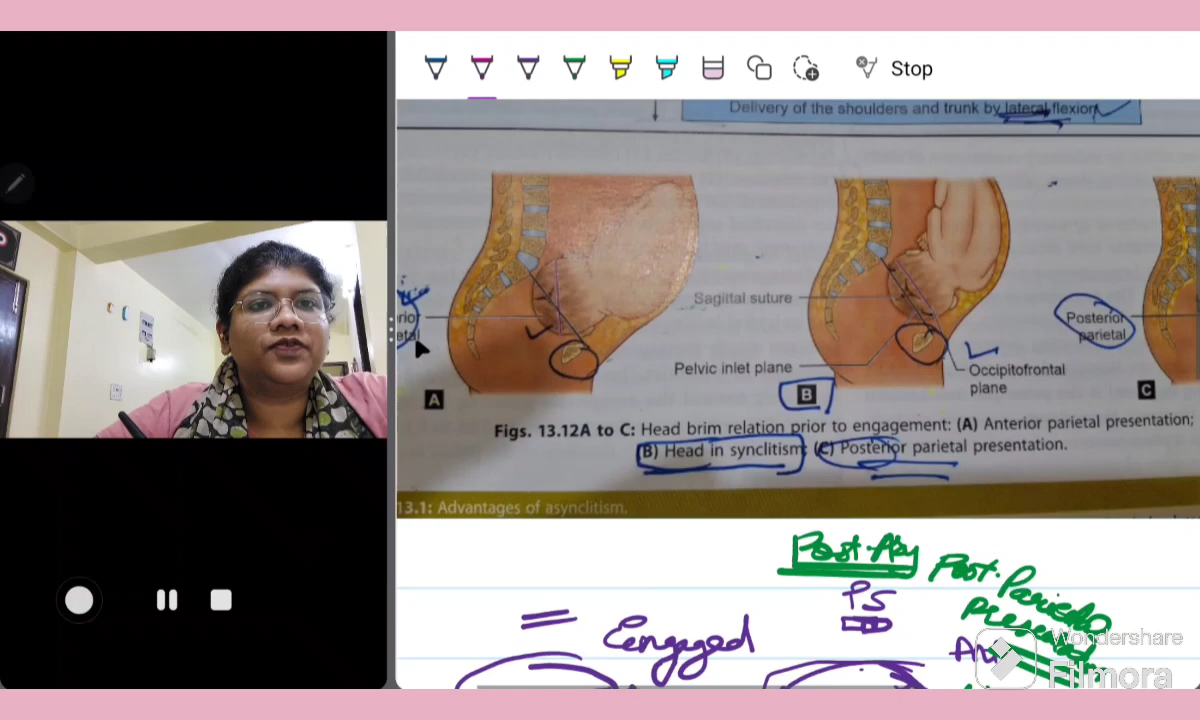 Stop
Delivery of the shoulders and trunk by lateral flexion
Sagittal suture
Posterior
parietal
Pelvic inlet plane
Occipitofrontal
plane
A
B
C
Figs. 13.12A to C: Head brim relation prior to engagement: (A) Anterior parietal presentation;
(B) Head in synclitism; (C) Posterior parietal presentation.
13.1: Advantages of asynclitism.
Post.
PS
Engaged
Wondershare
Filmora